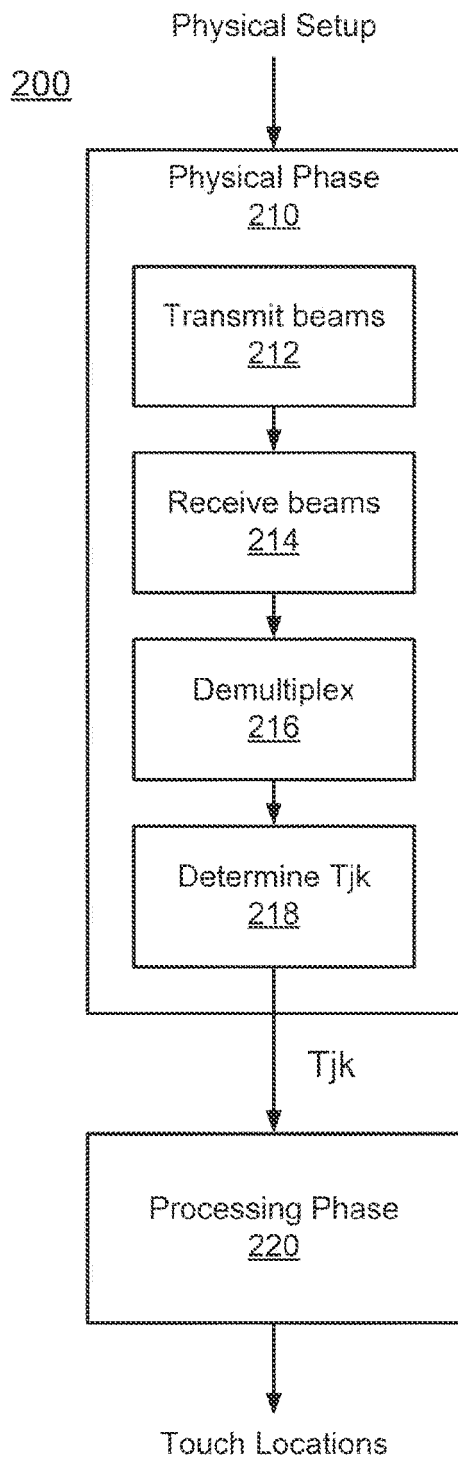 Physical Setup
200
Physical Phase
210
Transmit beams
212
Receive beams
214
Demultiplex
216
Determine Tjk
218
Tjk
Processing Phase
220
Touch Locations